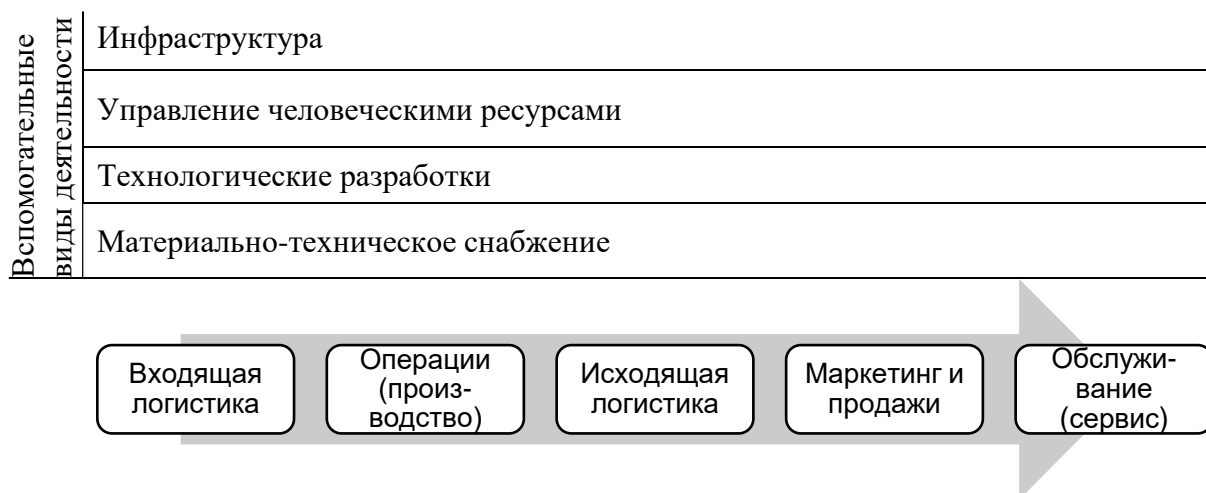 Вспомогательные
виды деятельности
Инфраструктура
Управление человеческими ресурсами
Технологические разработки
Материально-техническое снабжение
Входящая
логистика
Операции
(произ-
водство)
Исходящая
логистика
Маркетинг и
продажи
Обслужи-
вание
(сервис)